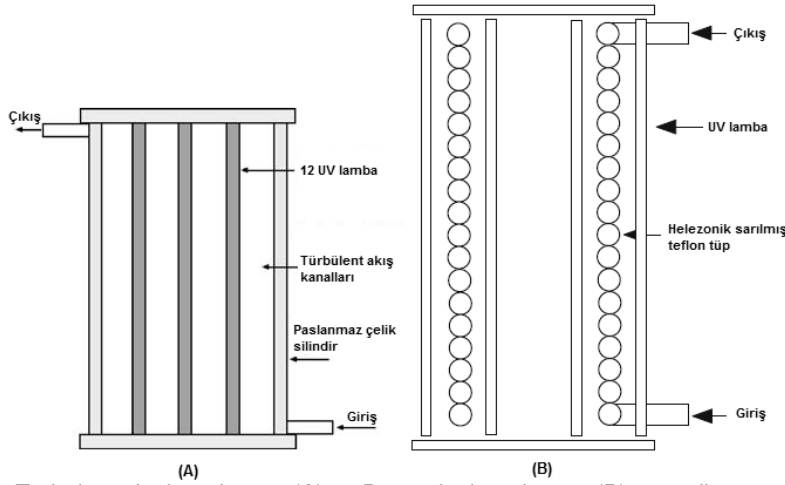 Çıkış
12 UV lamba
Türbülent akış
kanalları
Paslanmaz çelik
silindir
Giriş
(A)
Çıkış
UV lamba
Helezonik sarılmış
teflon tüp
Giriş
(B)